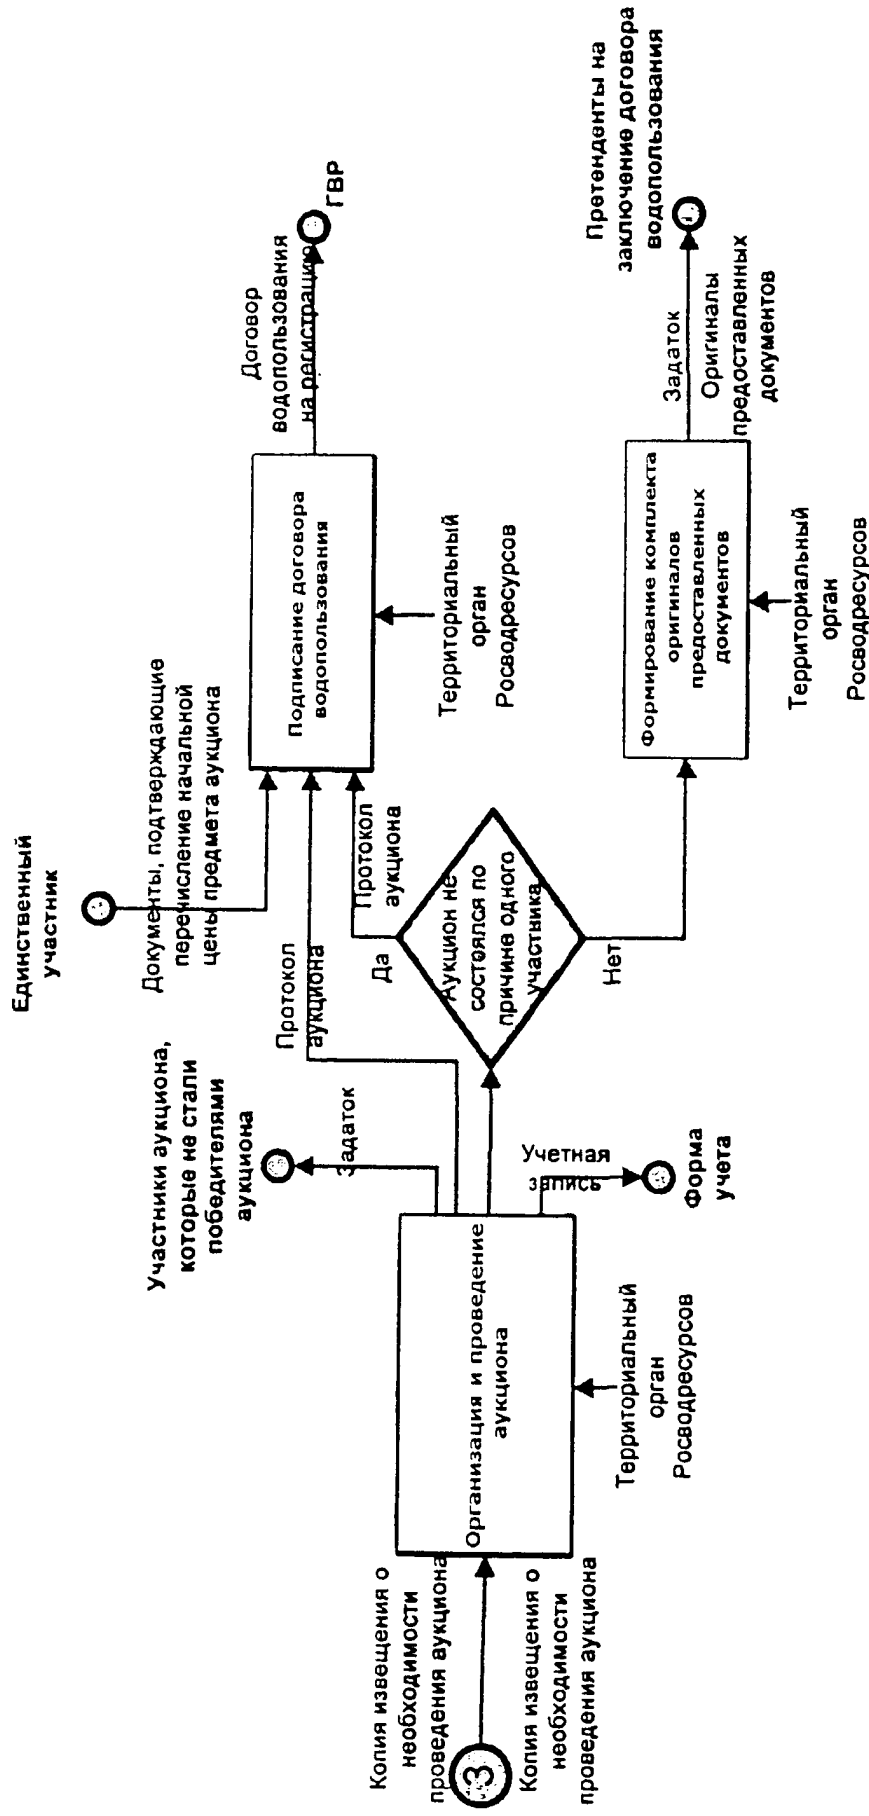 Единственный
участник
Документы, подтверждающие
перечисление начальной
цены предмета аукциона
Участники аукциона,
которые не стали
победителями
аукциона
Задаток
Протокол
аукциона
Протокол
аукциона
Подписание договора
водопользования
Договор
водопользования
на регистрацию
ГВР
Территориальный
орган
Росводресурсов
Копия извещения о
необходимости
проведения аукциона
3
Копия извещения о
необходимости
проведения аукциона
Организация и проведение
аукциона
Территориальный
орган
Росводресурсов
Учетная
запись
Форма
учета
Да
Аукцион не
состоялся по
причине одного
участника
Нет
Формирование комплекта
оригиналов
предоставленных
документов
Территориальный
орган
Росводресурсов
Задаток
Оригиналы
предоставленных
документов
Претенденты на
заключение договора
водопользования